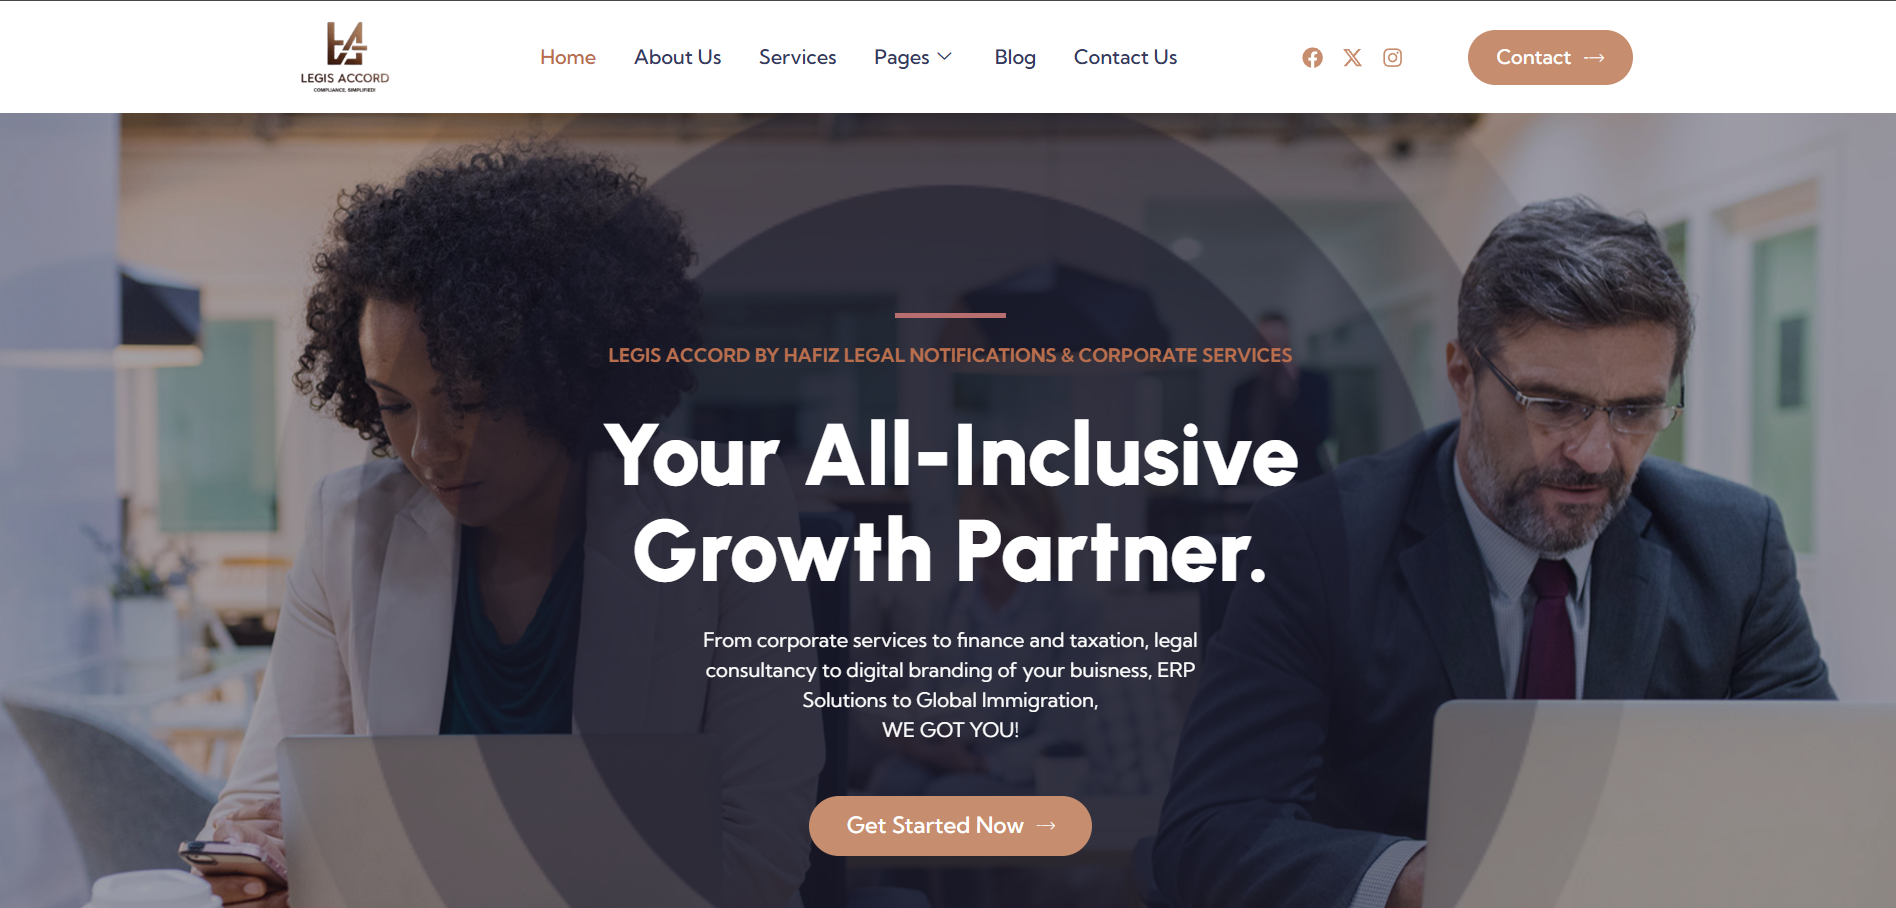 LEGIS ACCORD
COMPLIANCE, SIMPLIFIED!
Home
About Us
Services
Pages
Blog
Contact Us
Contact
LEGIS ACCORD BY HAFIZ LEGAL NOTIFICATIONS & CORPORATE SERVICES
Your All-Inclusive
Growth Partner.
From corporate services to finance and taxation, legal
consultancy to digital branding of your buisness, ERP
Solutions to Global Immigration,
WE GOT YOU!
Get Started Now